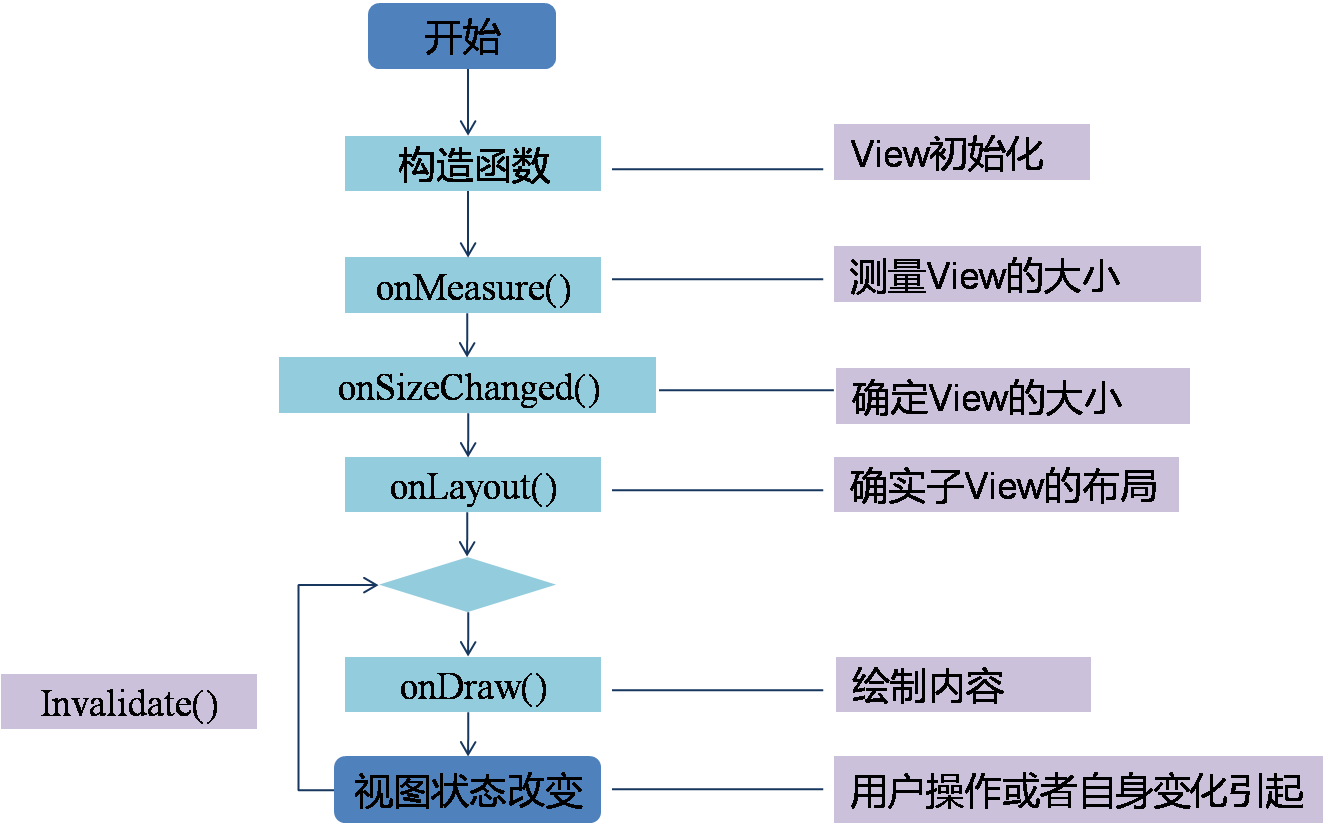 开始
构造函数
View初始化
onMeasure()
测量View的大小
onSizeChanged()
确定View的大小
onLayout()
确实子View的布局
onDraw()
绘制内容
Invalidate()
视图状态改变
用户操作或者自身变化引起